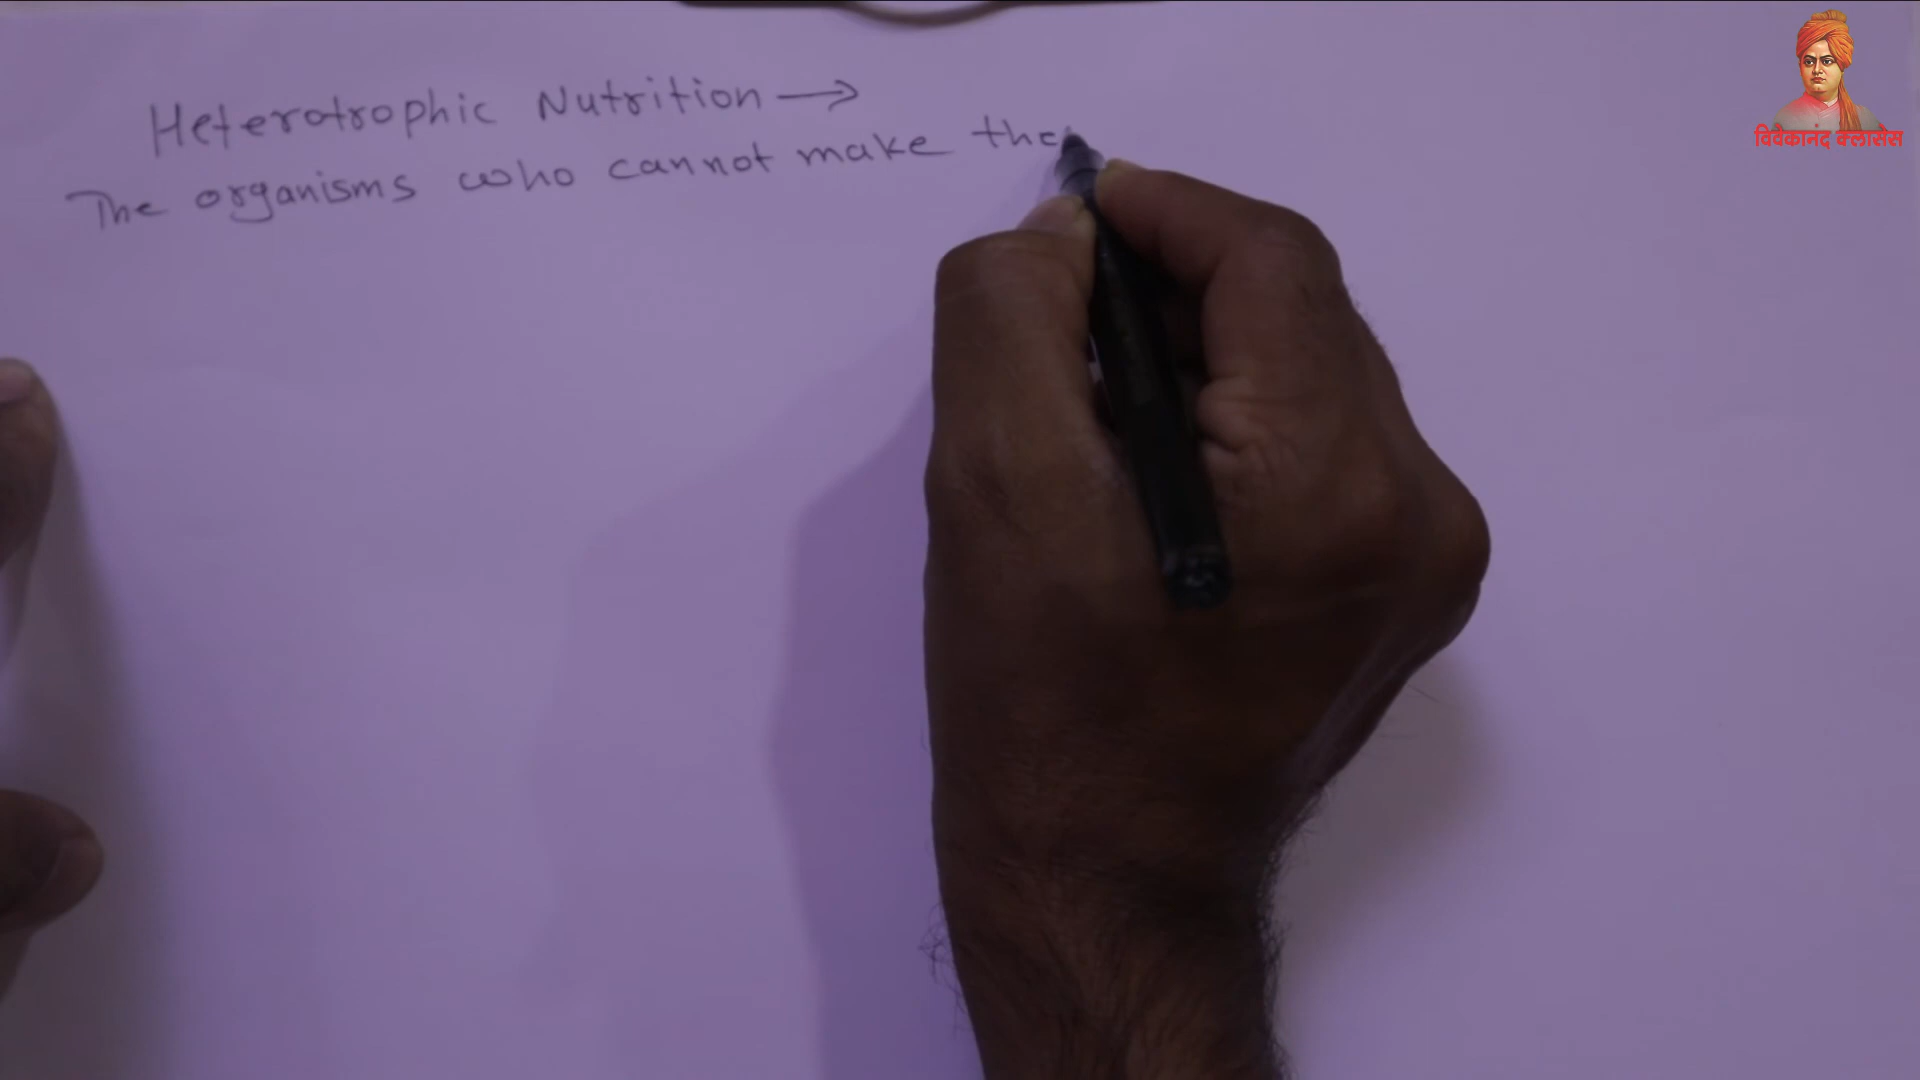 Heterotrophic Nutrition →
The organisms who cannot make the
विवेकानंद क्लासेस